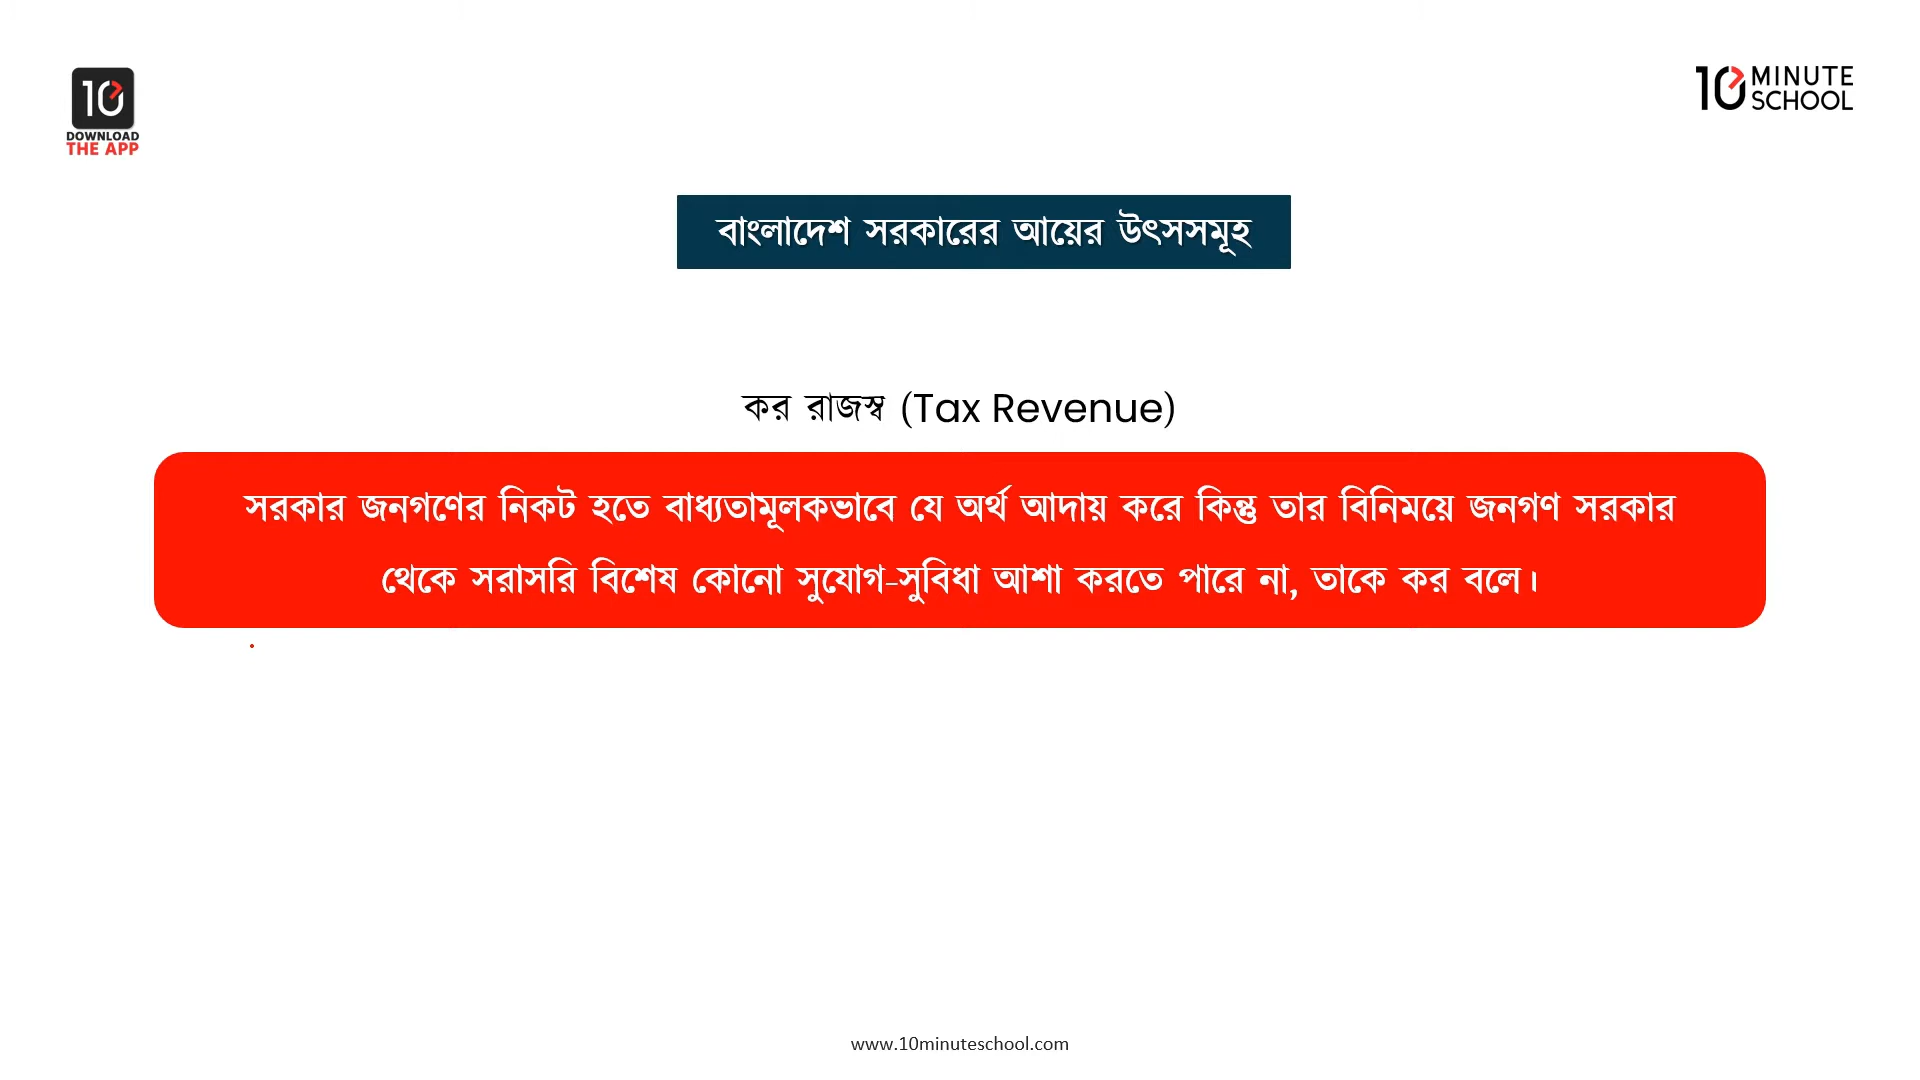 10
DOWNLOAD
THE APP
10 MINUTE
SCHOOL
বাংলাদেশ সরকারের আয়ের উৎসসমূহ
কর রাজস্ব (Tax Revenue)
সরকার জনগণের নিকট হতে বাধ্যতামূলকভাবে যে অর্থ আদায় করে কিন্তু তার বিনিময়ে জনগণ সরকার
থেকে সরাসরি বিশেষ কোনো সুযোগ-সুবিধা আশা করতে পারে না, তাকে কর বলে।
www.10minuteschool.com